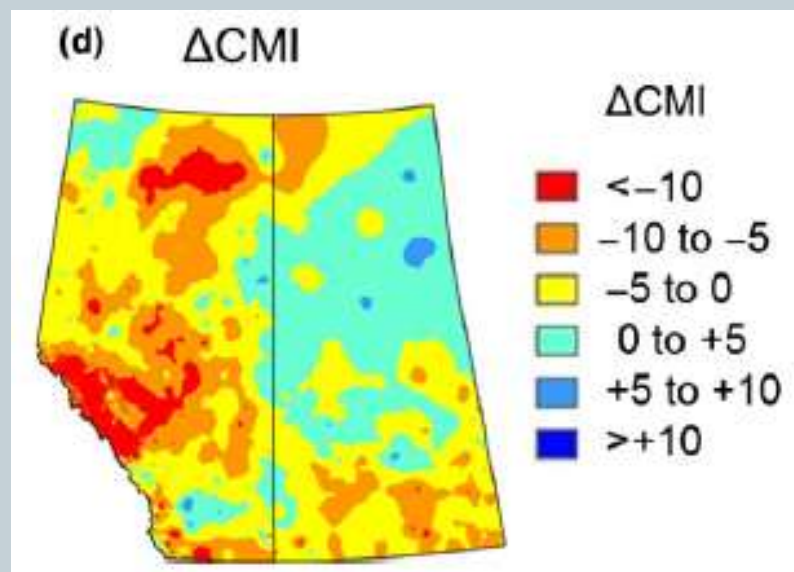 (d) ΔCMI
ΔCMI
<–10
–10 to –5
–5 to 0
0 to +5
+5 to +10
>+10